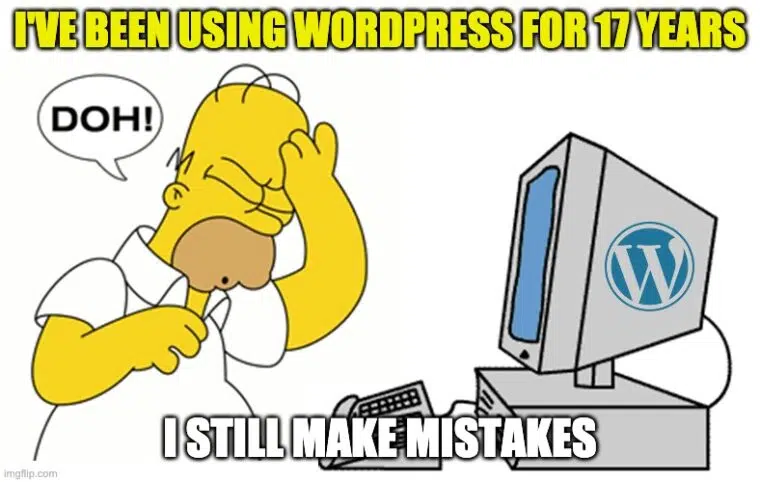 I'VE BEEN USING WORDPRESS FOR 17 YEARS
DOH!
W
I STILL MAKE MISTAKES
imgflip.com